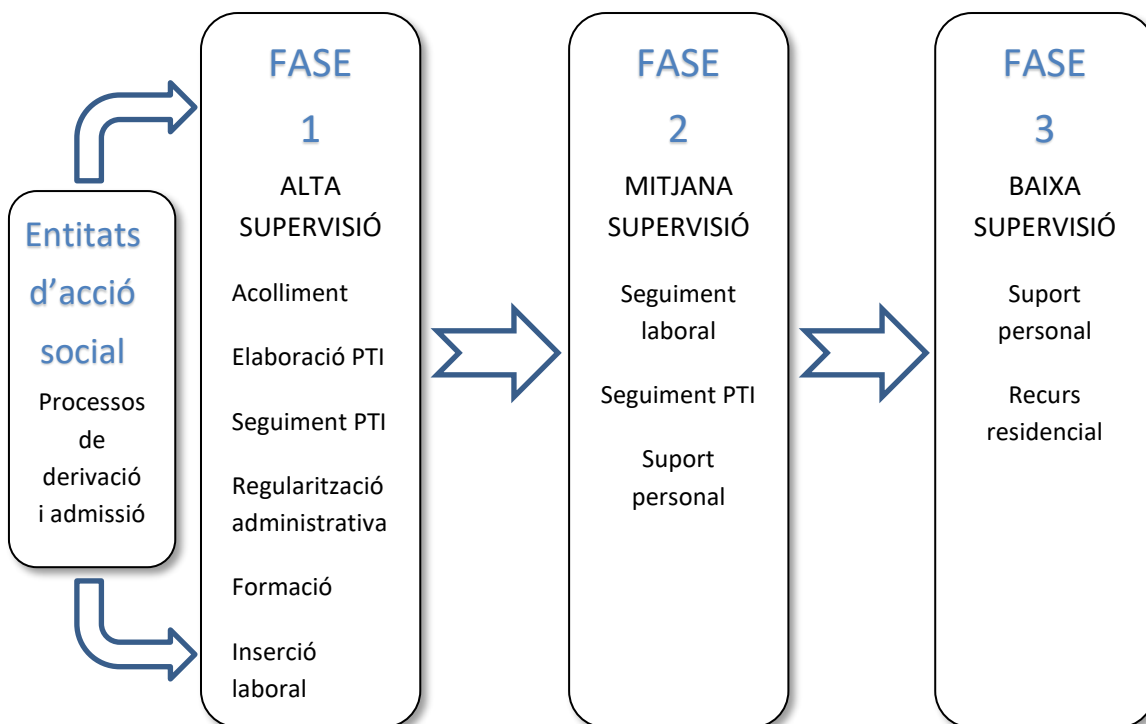 Entitats
d’acció
social
Processos
de
derivació
i admissió
FASE
1
ALTA
SUPERVISIÓ
Acolliment
Elaboració PTI
Seguiment PTI
Regularització
administrativa
Formació
Inserció
laboral
FASE
2
MITJANA
SUPERVISIÓ
Seguiment
laboral
Seguiment PTI
Suport
personal
FASE
3
BAIXA
SUPERVISIÓ
Suport
personal
Recurs
residencial